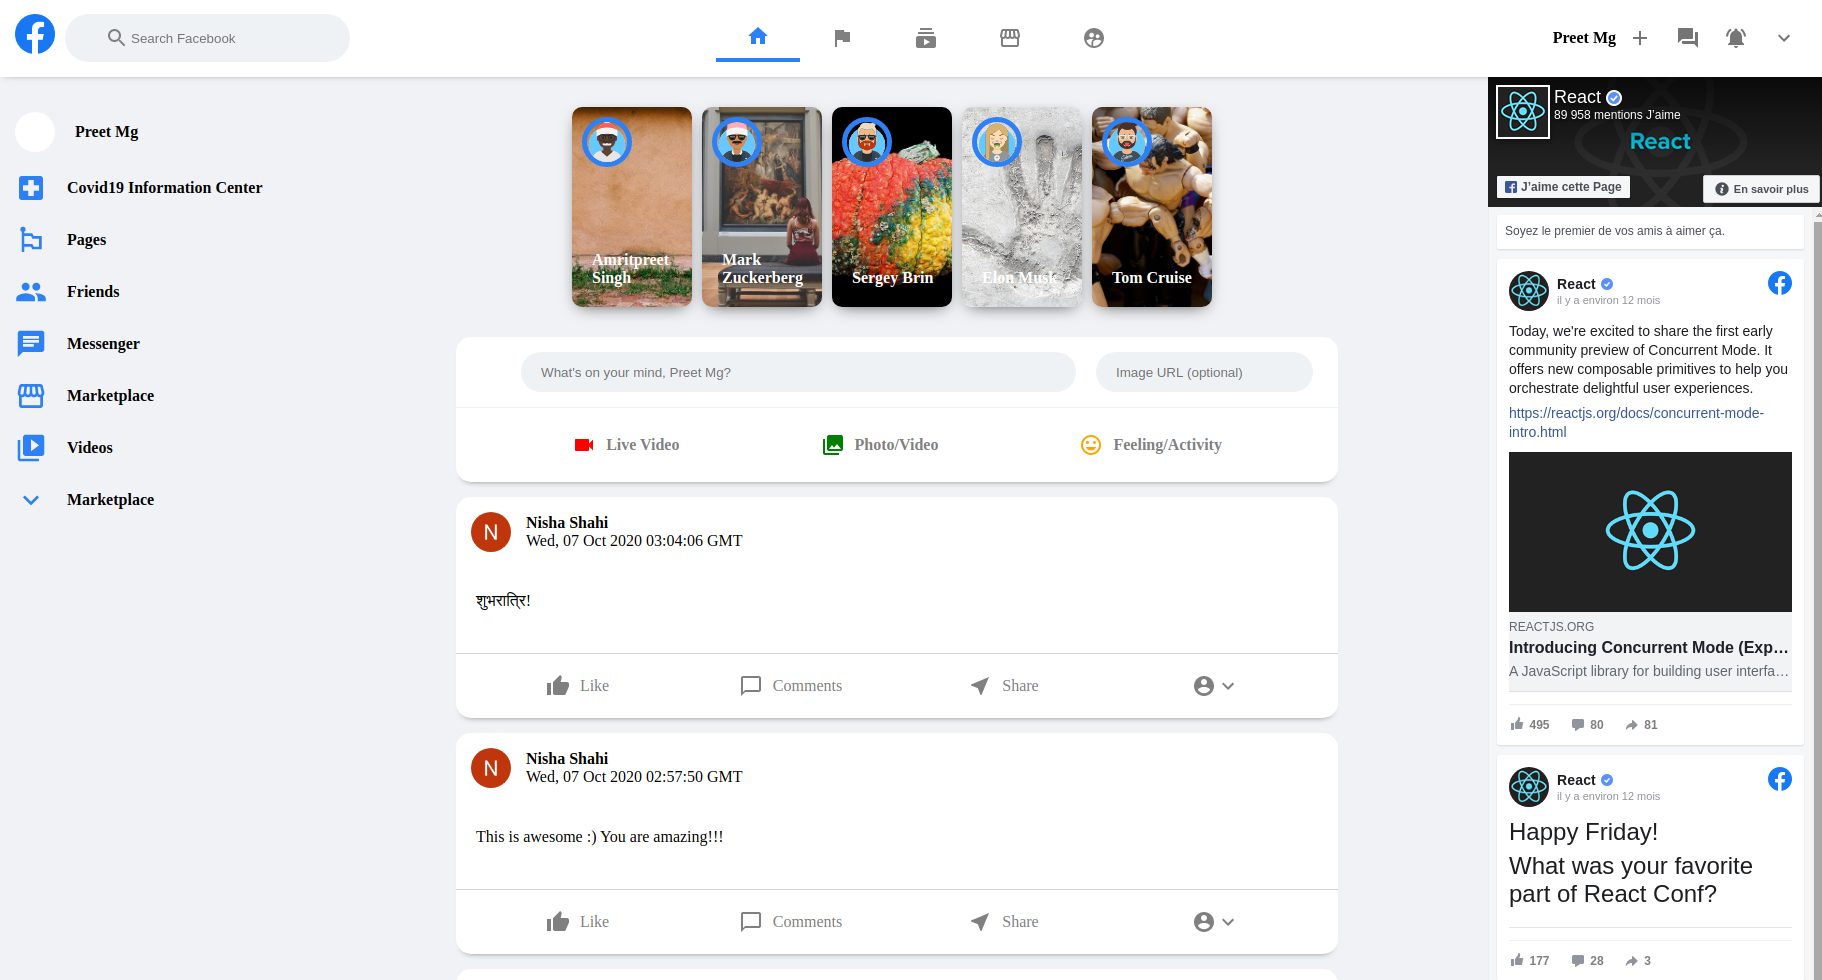 Search Facebook
Preet Mg
Preet Mg
Covid19 Information Center
Pages
Friends
Messenger
Marketplace
Videos
Marketplace
Amritpreet
Singh
Mark
Zuckerberg
Sergey Brin
Elon Musk
Tom Cruise
What's on your mind, Preet Mg?
Image URL (optional)
Live Video
Photo/Video
Feeling/Activity
N
Nisha Shahi
Wed, 07 Oct 2020 03:04:06 GMT
शुभरात्रि!
Like
Comments
Share
N
Nisha Shahi
Wed, 07 Oct 2020 02:57:50 GMT
This is awesome :) You are amazing!!!
Like
Comments
Share
React
89 958 mentions J'aime
React
J'aime cette Page
En savoir plus
Soyez le premier de vos amis à aimer ça.
React
il y a environ 12 mois
Today, we're excited to share the first early
community preview of Concurrent Mode. It
offers new composable primitives to help you
orchestrate delightful user experiences.
https://reactjs.org/docs/concurrent-mode-
intro.html
REACTJS.ORG
Introducing Concurrent Mode (Exp…
A JavaScript library for building user interfa…
495 80 81
React
il y a environ 12 mois
Happy Friday!
What was your favorite
part of React Conf?
177 28 3